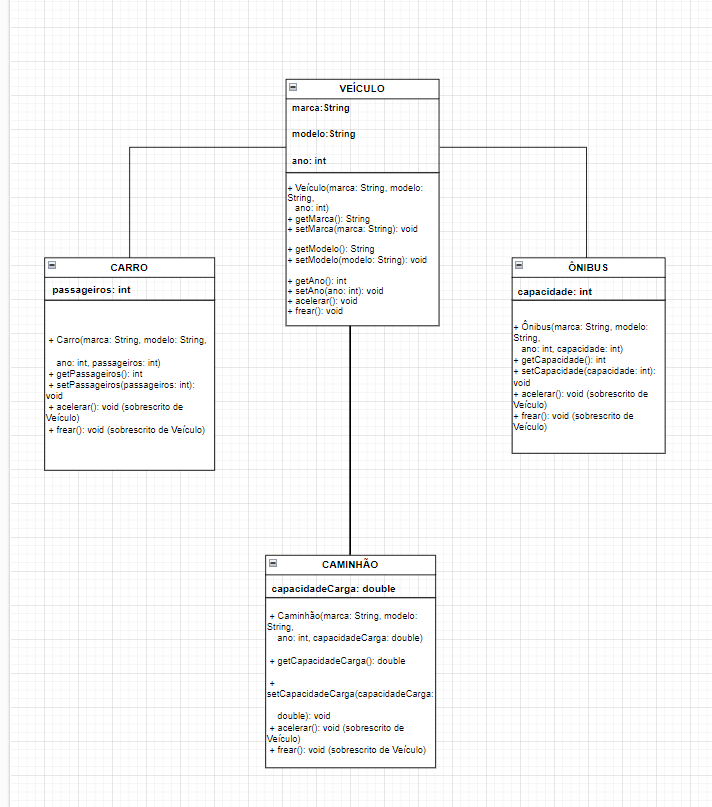 VEÍCULO
marca:String
modelo:String
ano: int
+ Veículo(marca: String, modelo:
String,
ano: int)
+ getMarca(): String
+ setMarca(marca: String): void
+ getModelo(): String
+ setModelo(modelo: String): void
+ getAno(): int
+ setAno(ano: int): void
+ acelerar(): void
+ frear(): void
CARRO
passageiros: int
+ Carro(marca: String, modelo: String,
ano: int, passageiros: int)
+ getPassageiros(): int
+ setPassageiros(passageiros: int):
void
+ acelerar(): void (sobrescrito de
Veículo)
+ frear(): void (sobrescrito de Veículo)
ÔNIBUS
capacidade: int
+ Ônibus(marca: String, modelo:
String,
ano: int, capacidade: int)
+ getCapacidade(): int
+ setCapacidade(capacidade: int):
void
+ acelerar(): void (sobrescrito de
Veículo)
+ frear(): void (sobrescrito de
Veículo)
CAMINHÃO
capacidadeCarga: double
+ Caminhão(marca: String, modelo:
String,
ano: int, capacidadeCarga: double)
+ getCapacidadeCarga(): double
+
setCapacidadeCarga(capacidadeCarga:
double): void
+ acelerar(): void (sobrescrito de
Veículo)
+ frear(): void (sobrescrito de Veículo)